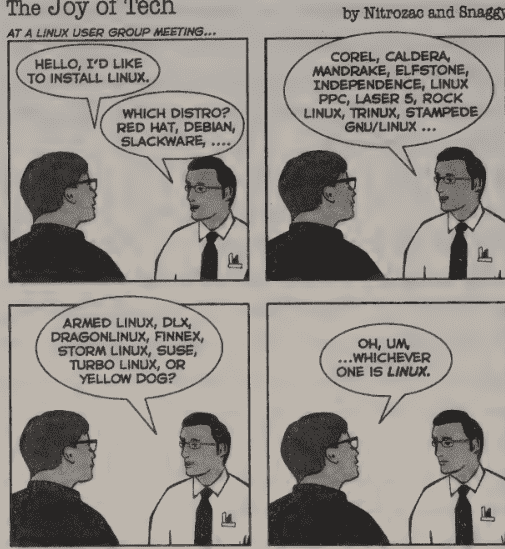 The Joy of Tech
by Nitrozac and Snaggy
AT A LINUX USER GROUP MEETING...
HELLO, I'D LIKE
TO INSTALL LINUX.
WHICH DISTRO?
RED HAT, DEBIAN,
SLACKWARE, ....
COREL, CALDERA,
MANDRAKE, ELFSTONE,
INDEPENDENCE, LINUX
PPC, LASER 5, ROCK
LINUX, TRINUX, STAMPEDE
GNU/LINUX ...
ARMED LINUX, DLX,
DRAGONLINUX, FINNEX,
STORM LINUX, SUSE,
TURBO LINUX, OR
YELLOW DOG?
OH, UM,
...WHICHEVER
ONE IS LINUX.